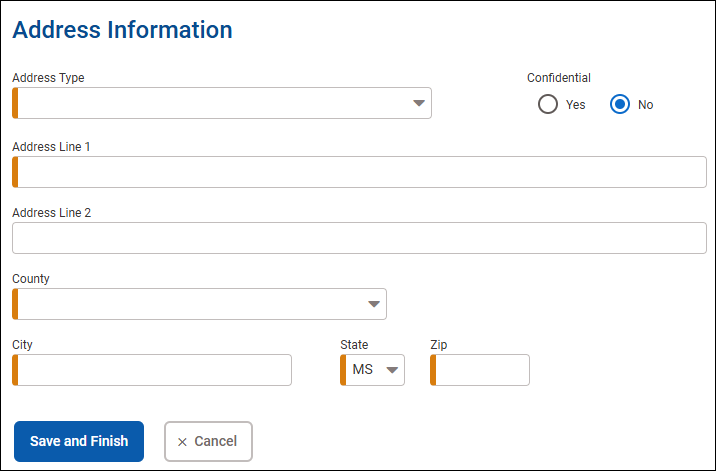 Address Information
Address Type
Confidential
Yes
No
Address Line 1
Address Line 2
County
City
State
Zip
MS
Save and Finish
× Cancel